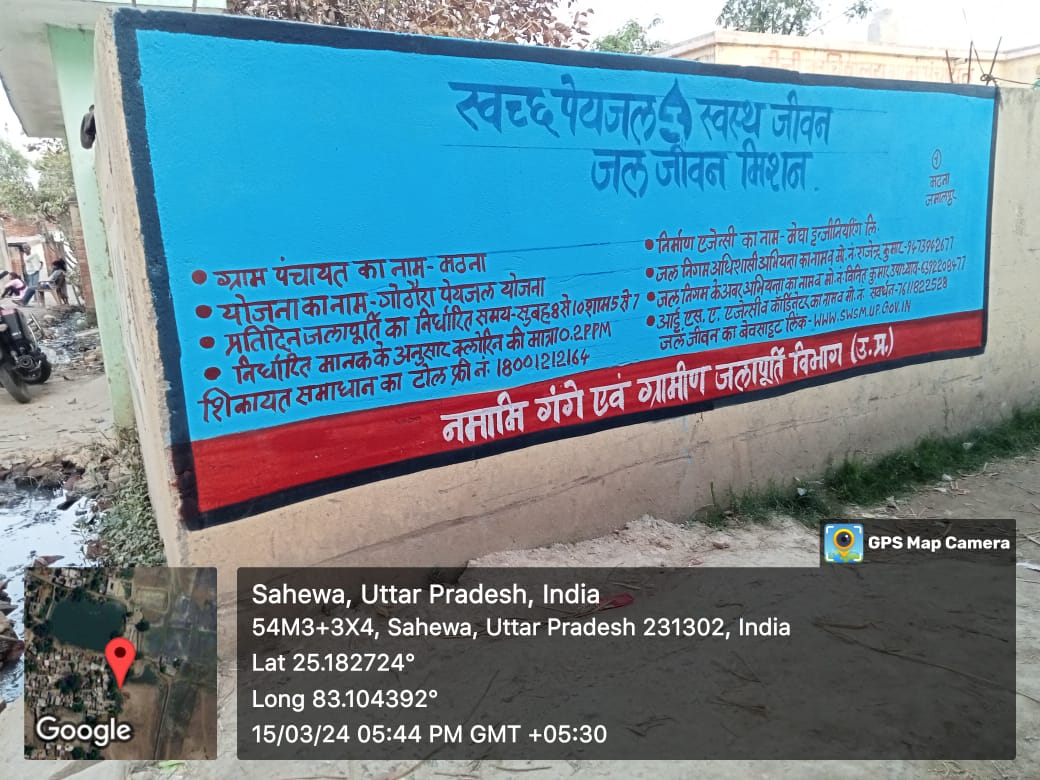 स्वच्छ पेयजल स्वस्थ जीवन
जल जीवन मिशन
मठना
जमालपुर
ग्राम पंचायत का नाम- मठना
योजना का नाम- गोठौरा पेयजल योजना
प्रतिदिन जलापूर्ति का निर्धारित समय- सुबह 8 से 10 शाम 5 से 7
निर्धारित मानक के अनुसार क्लोरिन की मात्रा 0.2 PPM
शिकायत समाधान का टोल फ्री नं: 18001212164
निर्माण एजेन्सी का नाम- मेघा इन्जीनियरिंग लि.
जल निगम अधिशासी अभियन्ता का नाम व मो. नं: राजेन्द्र कुमार- 9473942677
जल निगम के अवर अभियन्ता का नाम व मो. नं- विनित कुमार उपाध्याय- 6392208477
आई. एस. ए. एजेन्सी व कॉर्डिनेटर का नाम व मो. नं- 7611822528
जल जीवन का बेवसाइट लिंक- WWW.SWSM.UP.GOV.IN
नमामि गंगे एवं ग्रामीण जलापूर्ति विभाग (उ.प्र.)
GPS Map Camera
Sahewa, Uttar Pradesh, India
54M3+3X4, Sahewa, Uttar Pradesh 231302, India
Lat 25.182724°
Long 83.104392°
15/03/24 05:44 PM GMT +05:30
Google